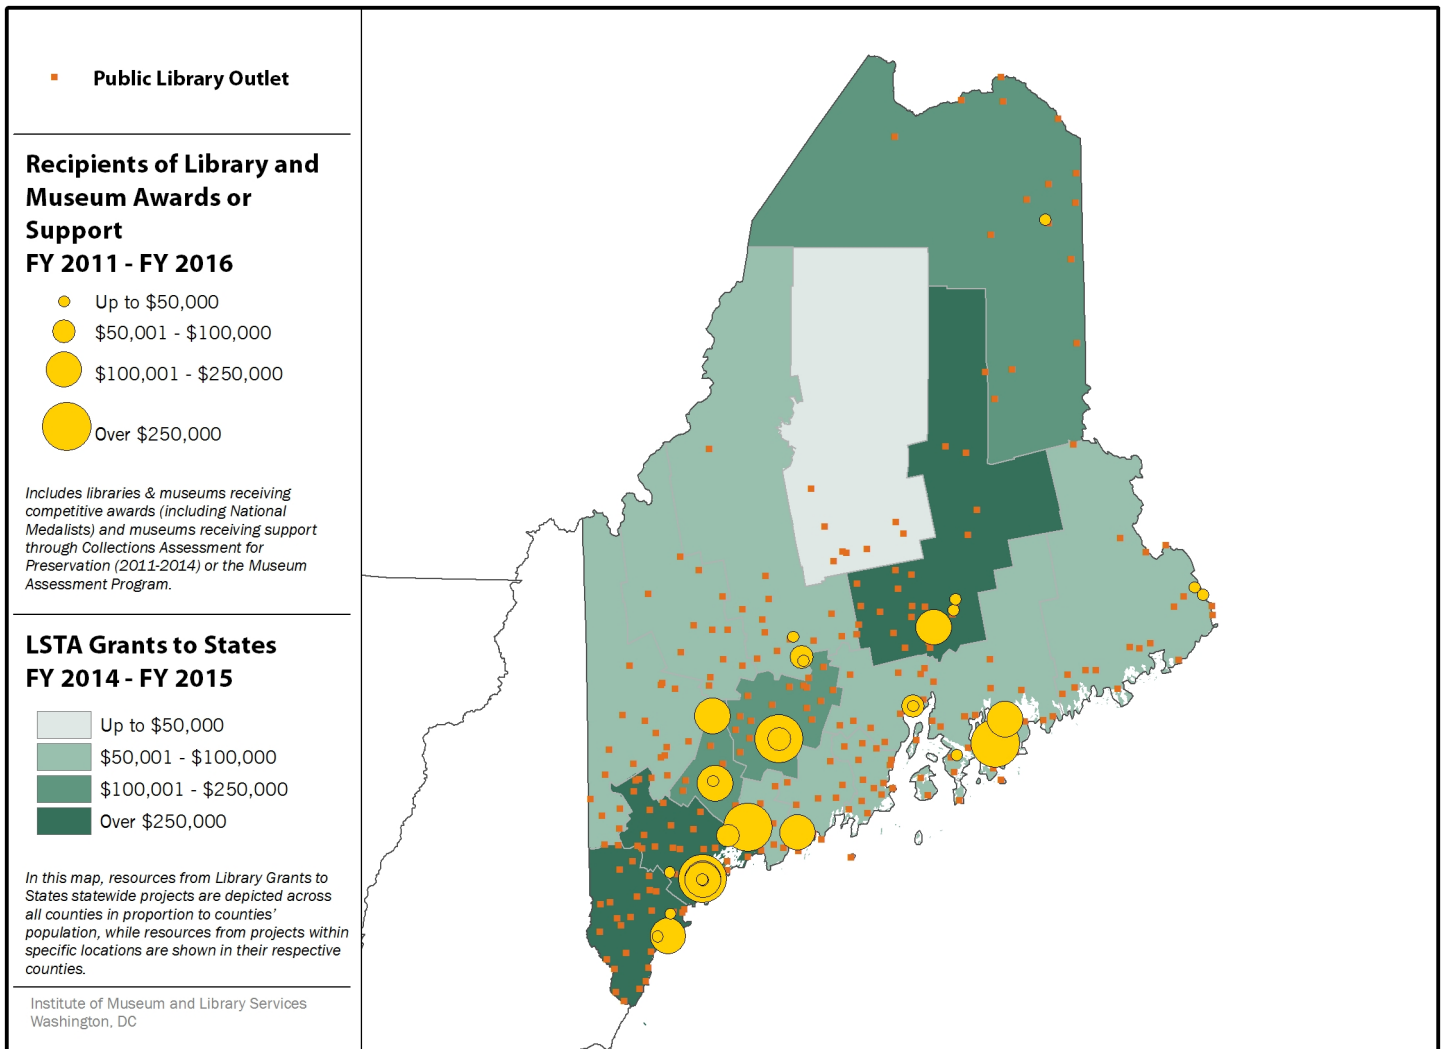 Public Library Outlet
Recipients of Library and
Museum Awards or
Support
FY 2011 - FY 2016
Up to $50,000
$50,001 - $100,000
$100,001 - $250,000
Over $250,000
Includes libraries & museums receiving
competitive awards (including National
Medalists) and museums receiving support
through Collections Assessment for
Preservation (2011-2014) or the Museum
Assessment Program.
LSTA Grants to States
FY 2014 - FY 2015
Up to $50,000
$50,001 - $100,000
$100,001 - $250,000
Over $250,000
In this map, resources from Library Grants to
States statewide projects are depicted across
all counties in proportion to counties'
population, while resources from projects within
specific locations are shown in their respective
counties.
Institute of Museum and Library Services
Washington, DC